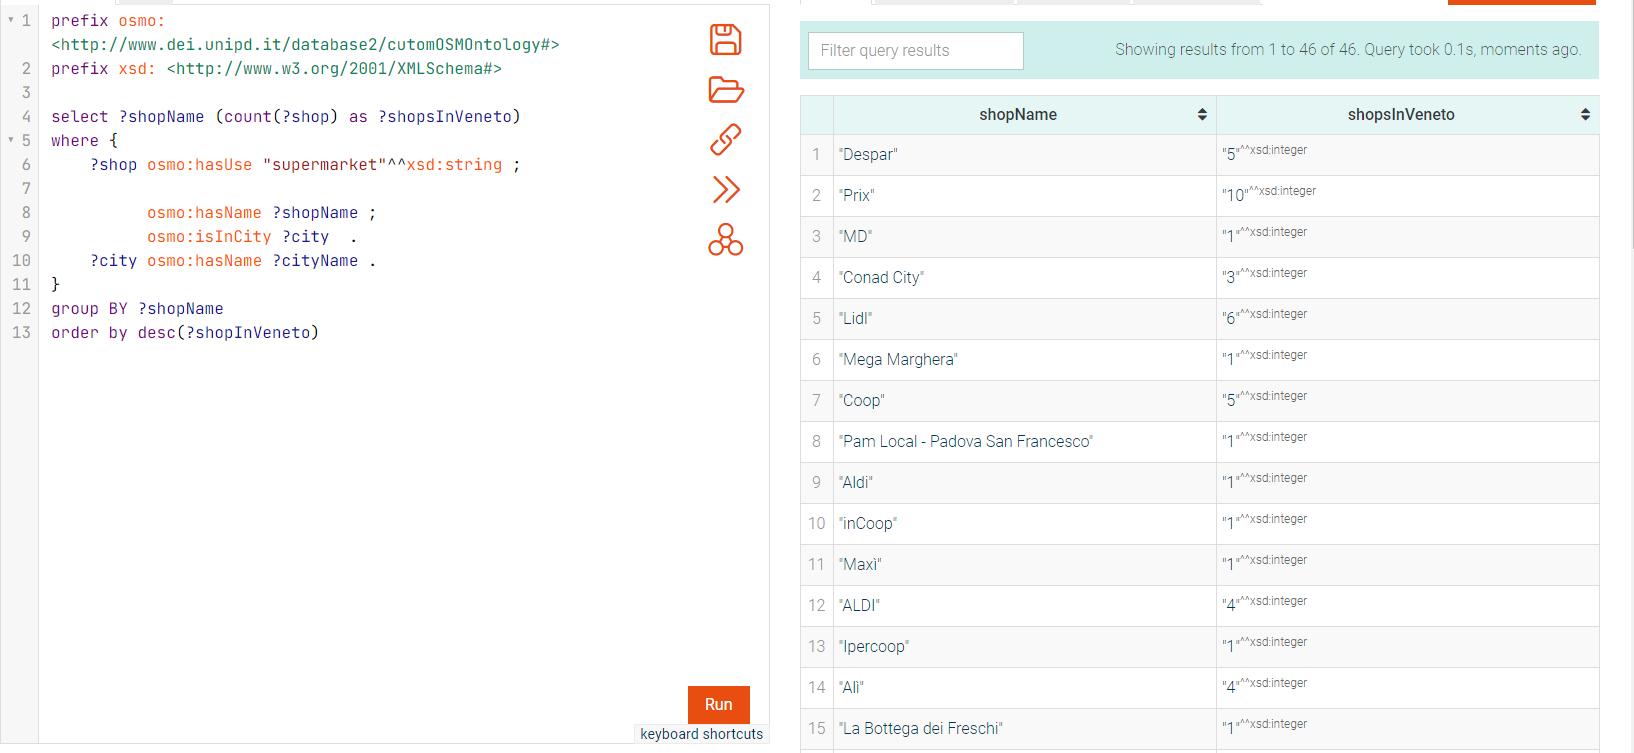 1 prefix osmo:
<http://www.dei.unipd.it/database2/cutomOSMOntology#>
2 prefix xsd: <http://www.w3.org/2001/XMLSchema#>
3
4 select ?shopName (count(?shop) as ?shopsInVeneto)
5 where {
6 ?shop osmo:hasUse "supermarket"^^xsd:string ;
7
8 osmo:hasName ?shopName ;
9 osmo:isInCity ?city .
10 ?city osmo:hasName ?cityName .
11 }
12 group BY ?shopName
13 order by desc(?shopInVeneto)
Run
keyboard shortcuts
Filter query results
Showing results from 1 to 46 of 46. Query took 0.1s, moments ago.
shopName shopsInVeneto
1 "Despar" "5"^^xsd:integer
2 "Prix" "10"^^xsd:integer
3 "MD" "1"^^xsd:integer
4 "Conad City" "3"^^xsd:integer
5 "Lidl" "6"^^xsd:integer
6 "Mega Marghera" "1"^^xsd:integer
7 "Coop" "5"^^xsd:integer
8 "Pam Local - Padova San Francesco" "1"^^xsd:integer
9 "Aldi" "1"^^xsd:integer
10 "inCoop" "1"^^xsd:integer
11 "Maxì" "1"^^xsd:integer
12 "ALDI" "4"^^xsd:integer
13 "Ipercoop" "1"^^xsd:integer
14 "Alì" "4"^^xsd:integer
15 "La Bottega dei Freschi" "1"^^xsd:integer